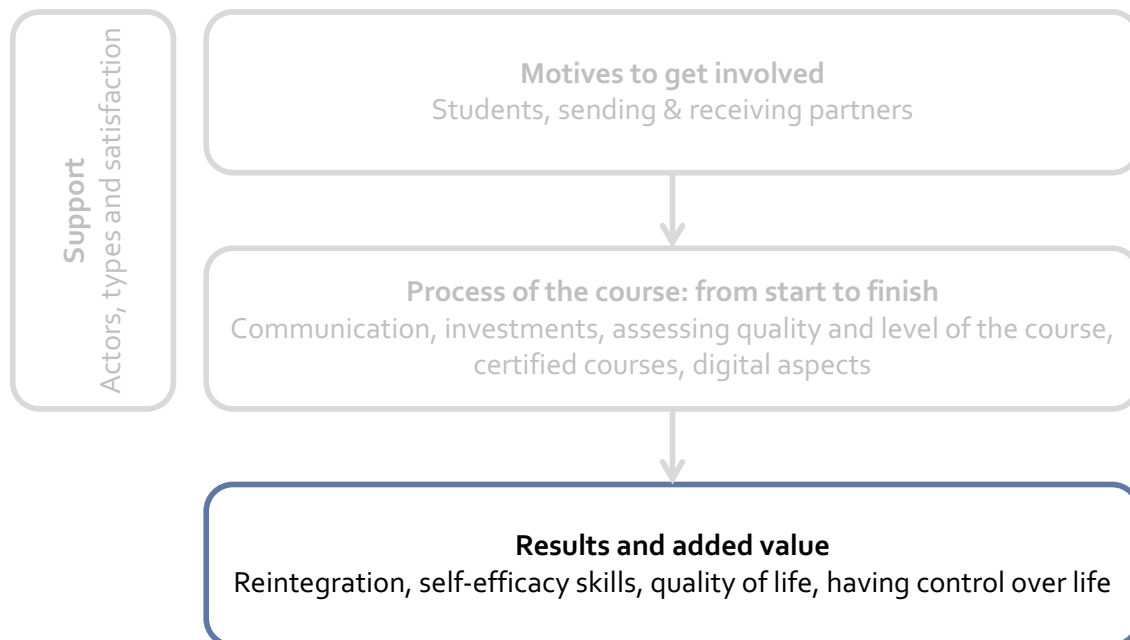 Support
Actors, types and satisfaction
Motives to get involved
Students, sending & receiving partners
Process of the course: from start to finish
Communication, investments, assessing quality and level of the course,
certified courses, digital aspects
Results and added value
Reintegration, self-efficacy skills, quality of life, having control over life